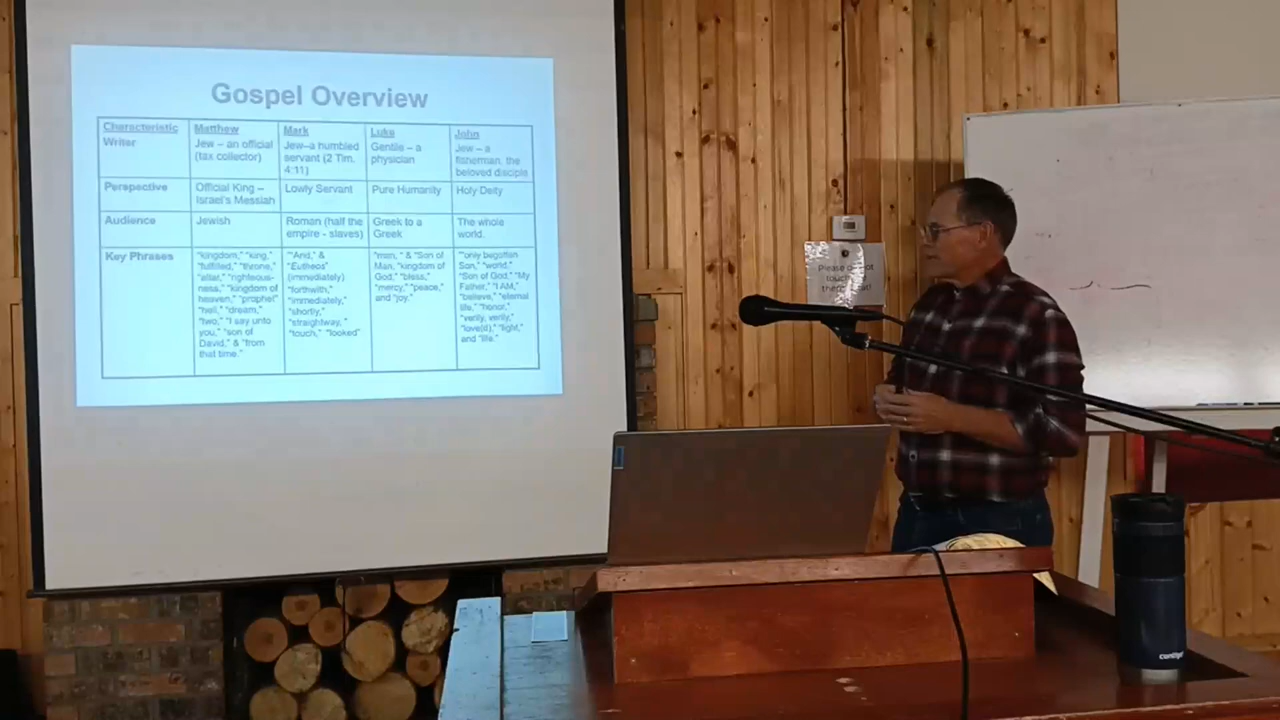 Gospel Overview
Characteristic
Writer
Matthew
Jew – an official
(tax collector)
Mark
Jew–a humbled
servant (2 Tim.
4:11)
Luke
Gentile – a
physician
John
Jew – a
fisherman, the
beloved disciple
Perspective
Official King –
Israel's Messiah
Lowly Servant
Pure Humanity
Holy Deity
Audience
Jewish
Roman (half the
empire - slaves)
Greek to a
Greek
The whole
world.
Key Phrases
"kingdom," "king,"
"fulfilled," "throne,
"altar," "righteous-
ness," "kingdom of
heaven, "prophet"
"hell," "dream,"
"two," "I say unto
you," "son of
David," & "from
that time."
"And," &
"Eutheos"
(immediately)
"forthwith,"
"immediately,"
"shortly,"
"straightway, "
"touch," "looked"
"man, " & "Son of
Man, "kingdom of
God," "bless,"
"mercy," "peace,"
and "joy."
"only begotten
Son," "world,"
"Son of God," "My
Father," "I AM,"
"believe," "eternal
life, "honor,"
"verily, verily,"
"love(d)," "light,"
and "life."
Please
touch
contigo